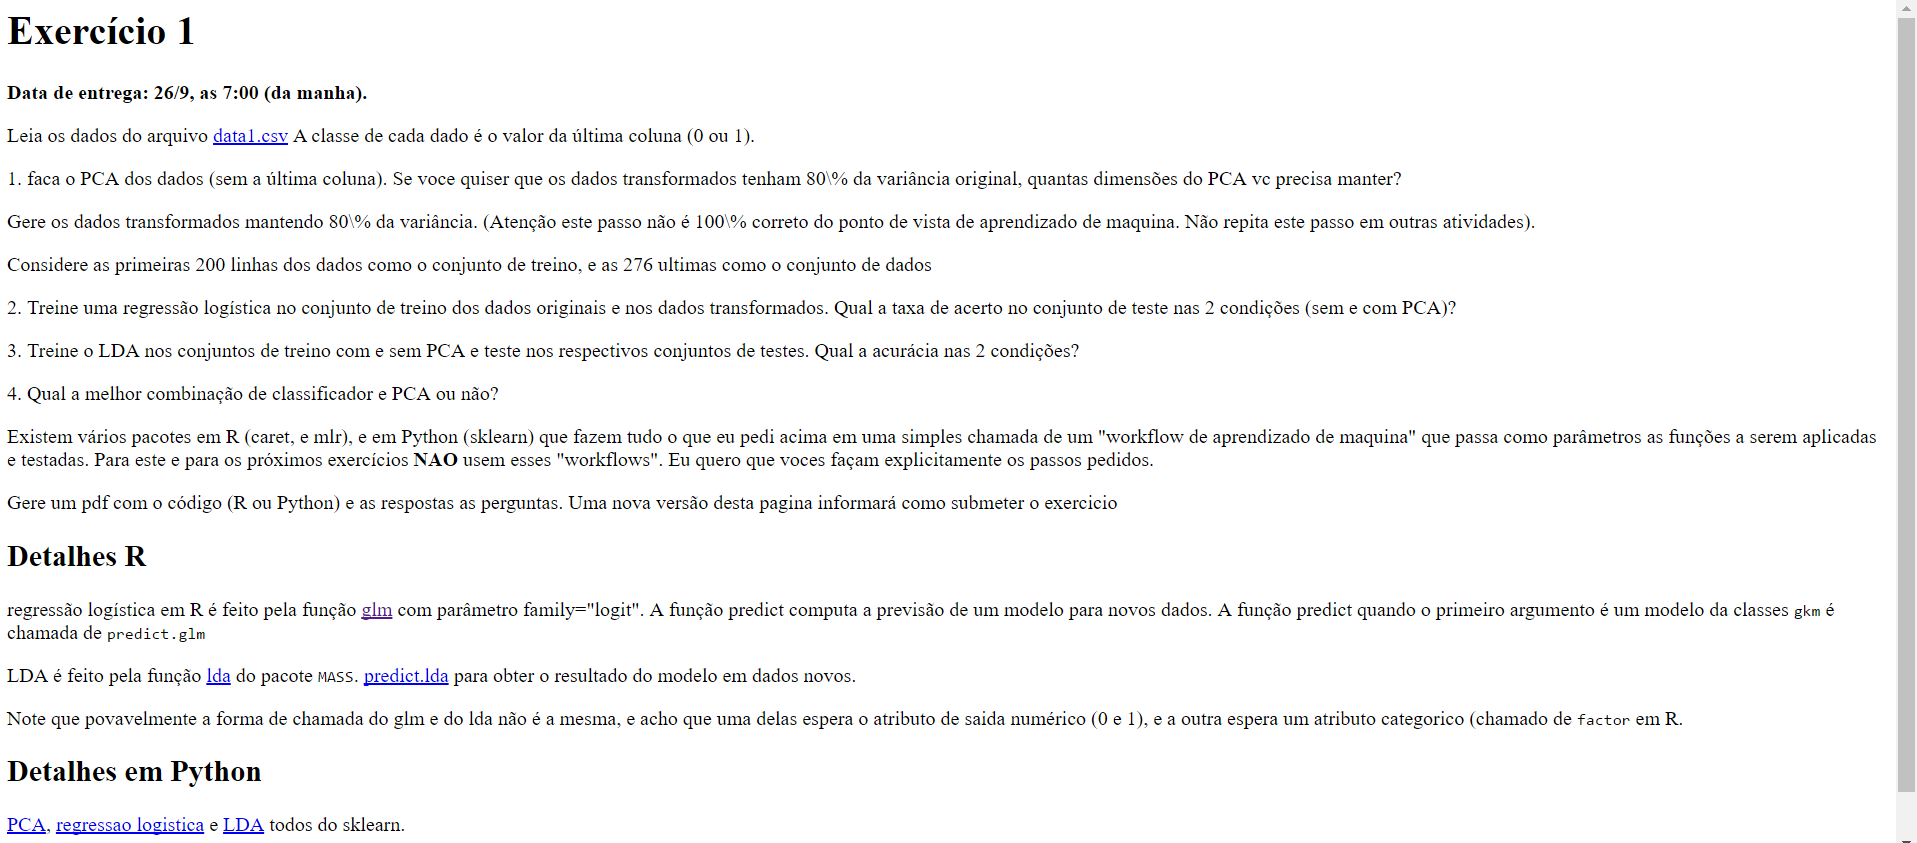 Exercício 1
Data de entrega: 26/9, as 7:00 (da manha).
Leia os dados do arquivo data1.csv A classe de cada dado é o valor da última coluna (0 ou 1).
1. faca o PCA dos dados (sem a última coluna). Se voce quiser que os dados transformados tenham 80\% da variância original, quantas dimensões do PCA vc precisa manter?
Gere os dados transformados mantendo 80\% da variância. (Atenção este passo não é 100\% correto do ponto de vista de aprendizado de maquina. Não repita este passo em outras atividades).
Considere as primeiras 200 linhas dos dados como o conjunto de treino, e as 276 ultimas como o conjunto de dados
2. Treine uma regressão logística no conjunto de treino dos dados originais e nos dados transformados. Qual a taxa de acerto no conjunto de teste nas 2 condições (sem e com PCA)?
3. Treine o LDA nos conjuntos de treino com e sem PCA e teste nos respectivos conjuntos de testes. Qual a acurácia nas 2 condições?
4. Qual a melhor combinação de classificador e PCA ou não?
Existem vários pacotes em R (caret, e mlr), e em Python (sklearn) que fazem tudo o que eu pedi acima em uma simples chamada de um "workflow de aprendizado de maquina" que passa como parâmetros as funções a serem aplicadas
e testadas. Para este e para os próximos exercícios NAO usem esses "workflows". Eu quero que voces façam explicitamente os passos pedidos.
Gere um pdf com o código (R ou Python) e as respostas as perguntas. Uma nova versão desta pagina informará como submeter o exercicio
Detalhes R
regressão logística em R é feito pela função glm com parâmetro family="logit". A função predict computa a previsão de um modelo para novos dados. A função predict quando o primeiro argumento é um modelo da classes gkm é
chamada de predict.glm
LDA é feito pela função lda do pacote MASS. predict.lda para obter o resultado do modelo em dados novos.
Note que povavelmente a forma de chamada do glm e do lda não é a mesma, e acho que uma delas espera o atributo de saida numérico (0 e 1), e a outra espera um atributo categorico (chamado de factor em R.
Detalhes em Python
PCA, regressao logistica e LDA todos do sklearn.